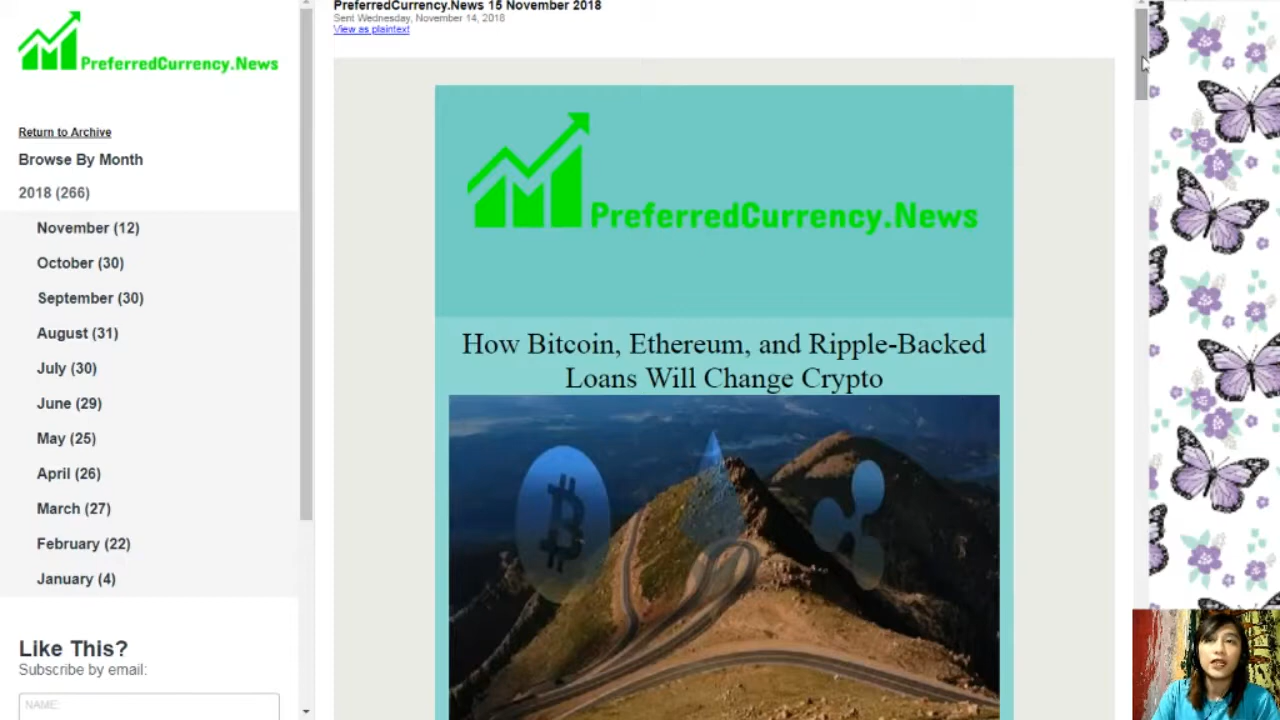 PreferredCurrency.News
Return to Archive
Browse By Month
2018 (266)
November (12)
October (30)
September (30)
August (31)
July (30)
June (29)
May (25)
April (26)
March (27)
February (22)
January (4)
Like This?
Subscribe by email:
NAME:
PreferredCurrency.News 15 November 2018
Sent Wednesday, November 14, 2018
View as plaintext
PreferredCurrency.News
How Bitcoin, Ethereum, and Ripple-Backed
Loans Will Change Crypto